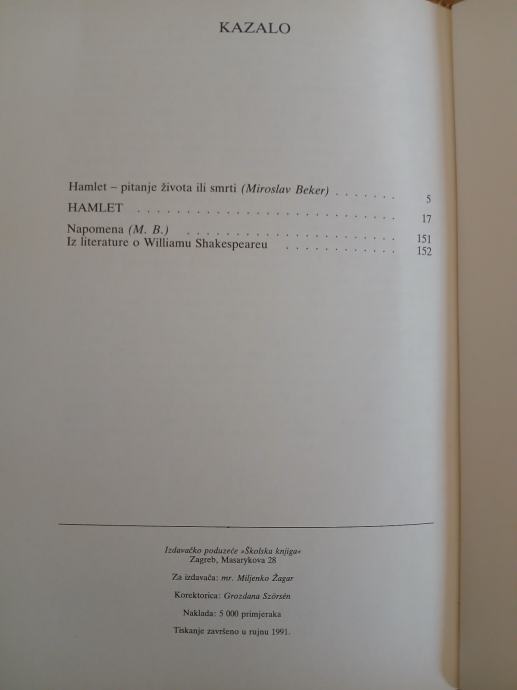 KAZALO
Hamlet – pitanje života ili smrti (Miroslav Beker) . . . . . . . 5
HAMLET . . . . . . . . . . . . . . . . . . . . . . . . . . 17
Napomena (M. B.) . . . . . . . . . . . . . . . . . . . . . 151
Iz literature o Williamu Shakespeareu . . . . . . . . . . . 152
Izdavačko poduzeće »Školska knjiga«
Zagreb, Masarykova 28
Za izdavača: mr. Miljenko Žagar
Korektorica: Grozdana Szörsén
Naklada: 5 000 primjeraka
Tiskanje završeno u rujnu 1991.